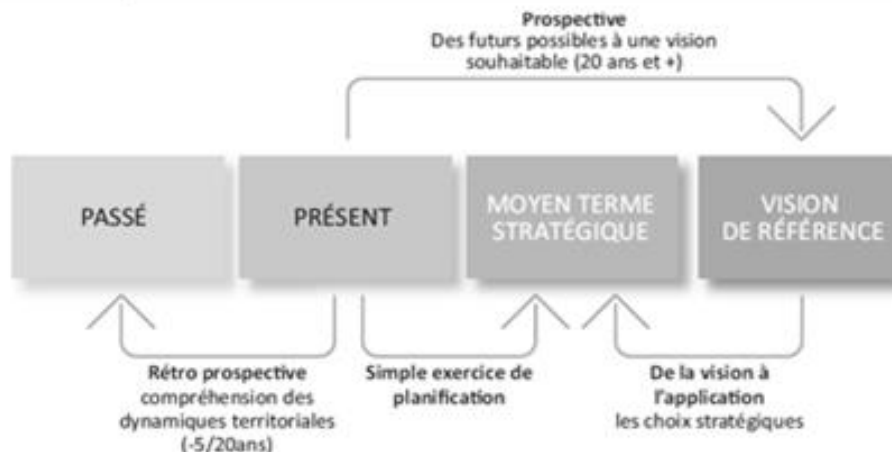 Prospective
Des futurs possibles à une vision
souhaitable (20 ans et +)
PASSÉ
PRÉSENT
MOYEN TERME
STRATÉGIQUE
VISION
DE RÉFÉRENCE
Rétro prospective
compréhension des
dynamiques territoriales
(-5/20ans)
Simple exercice de
planification
De la vision à
l'application
les choix stratégiques